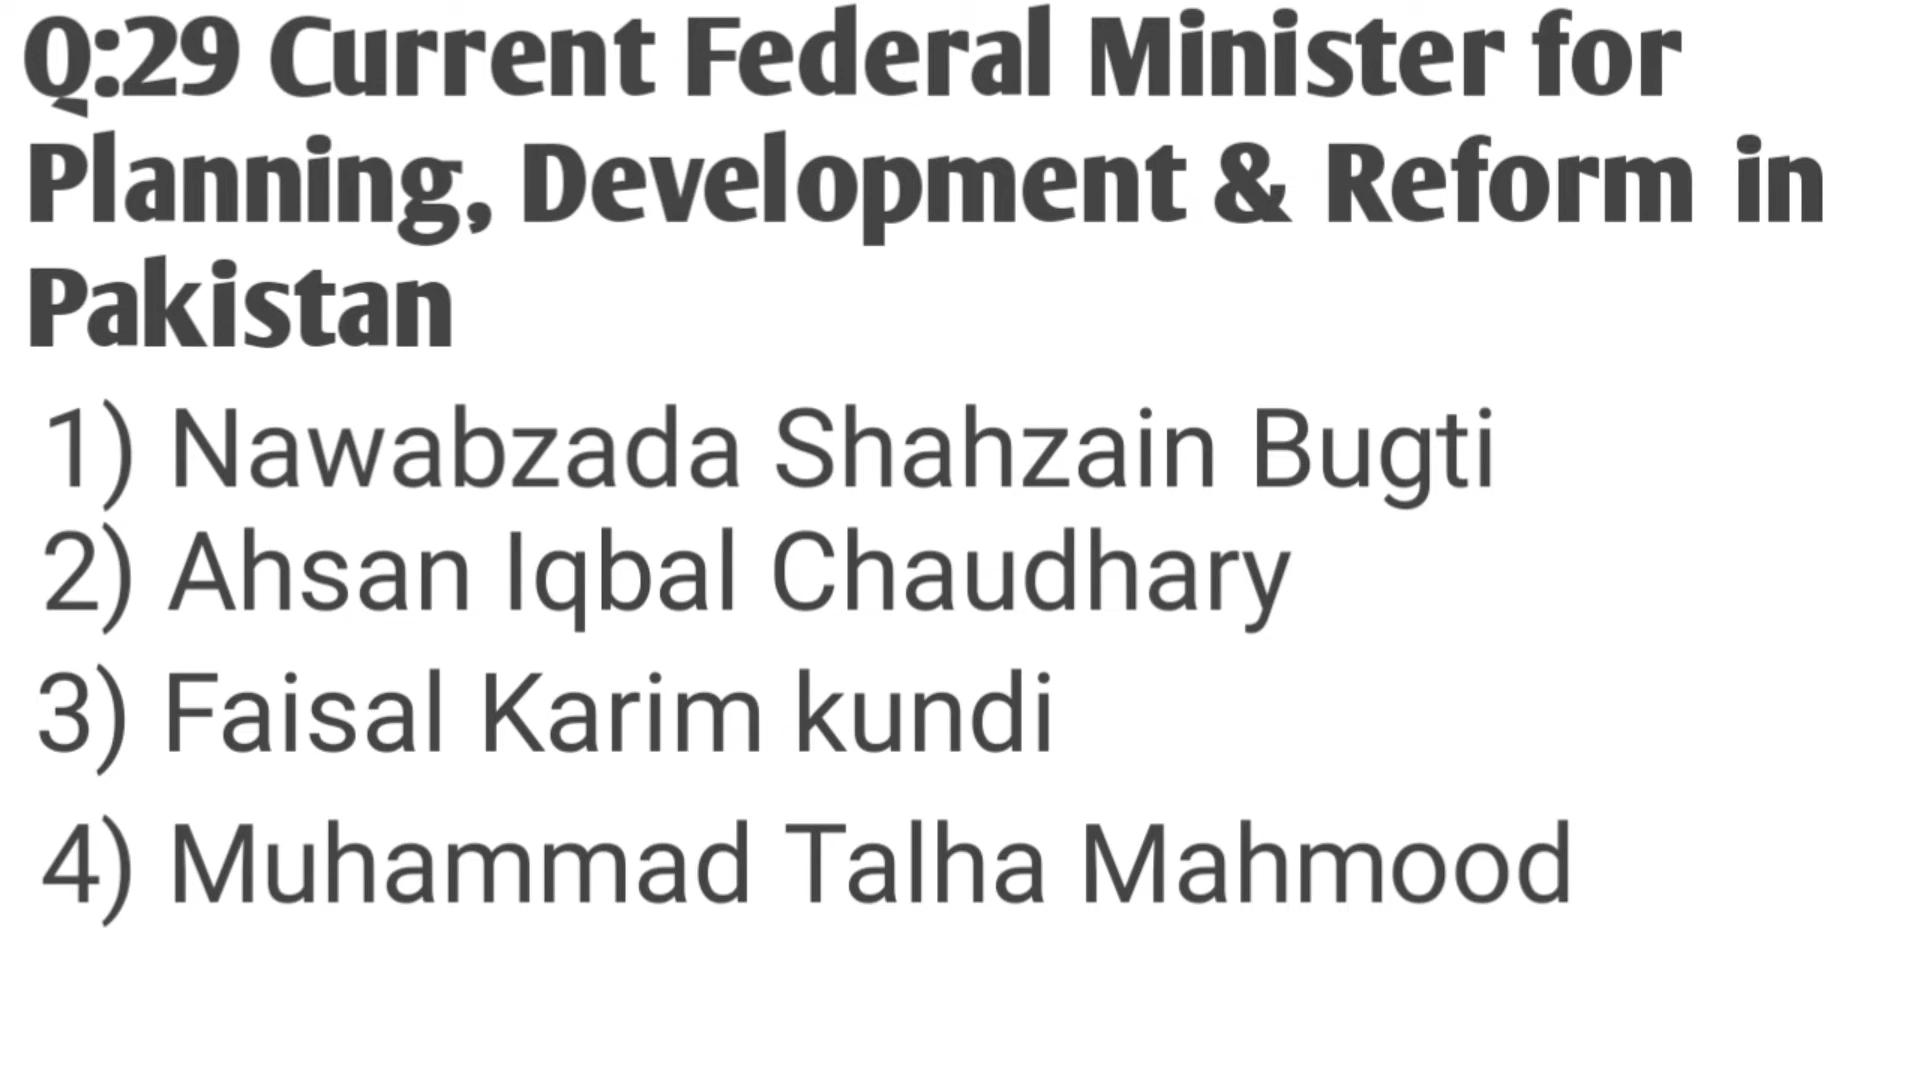 Q:29 Current Federal Minister for
Planning, Development & Reform in
Pakistan
1) Nawabzada Shahzain Bugti
2) Ahsan Iqbal Chaudhary
3) Faisal Karim kundi
4) Muhammad Talha Mahmood